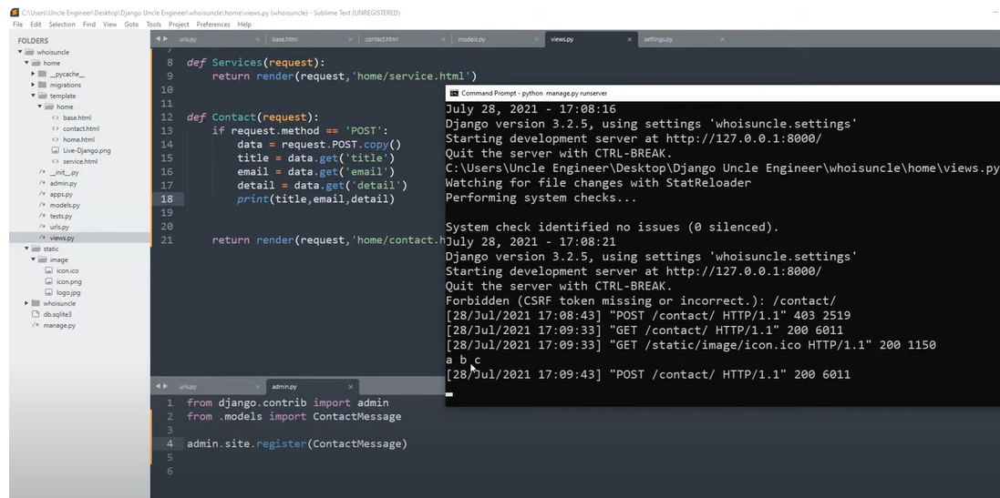 C:\Users\Uncle Engineer\Desktop\Django Uncle Engineer\whoisuncle\home\views.py (whoisuncle) - Sublime Text (UNREGISTERED)
File Edit Selection Find View Goto Tools Project Preferences Help
FOLDERS
whoisuncle
home
__pycache__
migrations
template
home
base.html
contact.html
home.html
Live-Django.png
service.html
__init__.py
admin.py
apps.py
models.py
tests.py
urls.py
views.py
static
image
icon.ico
icon.png
logo.jpg
whoisuncle
db.sqlite3
manage.py
urls.py base.html contact.html models.py views.py settings.py
7
8 def Services(request):
9 return render(request,'home/service.html')
10
11
12 def Contact(request):
13 if request.method == 'POST':
14 data = request.POST.copy()
15 title = data.get('title')
16 email = data.get('email')
17 detail = data.get('detail')
18 print(title,email,detail)
19
20
21 return render(request,'home/contact.h
urls.py admin.py
1 from django.contrib import admin
2 from .models import ContactMessage
3
4 admin.site.register(ContactMessage)
5
6
Command Prompt - python manage.py runserver
July 28, 2021 - 17:08:16
Django version 3.2.5, using settings 'whoisuncle.settings'
Starting development server at http://127.0.0.1:8000/
Quit the server with CTRL-BREAK.
C:\Users\Uncle Engineer\Desktop\Django Uncle Engineer\whoisuncle\home\views.py
Watching for file changes with StatReloader
Performing system checks...
System check identified no issues (0 silenced).
July 28, 2021 - 17:08:21
Django version 3.2.5, using settings 'whoisuncle.settings'
Starting development server at http://127.0.0.1:8000/
Quit the server with CTRL-BREAK.
Forbidden (CSRF token missing or incorrect.): /contact/
[28/Jul/2021 17:08:43] "POST /contact/ HTTP/1.1" 403 2519
[28/Jul/2021 17:09:33] "GET /contact/ HTTP/1.1" 200 6011
[28/Jul/2021 17:09:33] "GET /static/image/icon.ico HTTP/1.1" 200 1150
a b c
[28/Jul/2021 17:09:43] "POST /contact/ HTTP/1.1" 200 6011